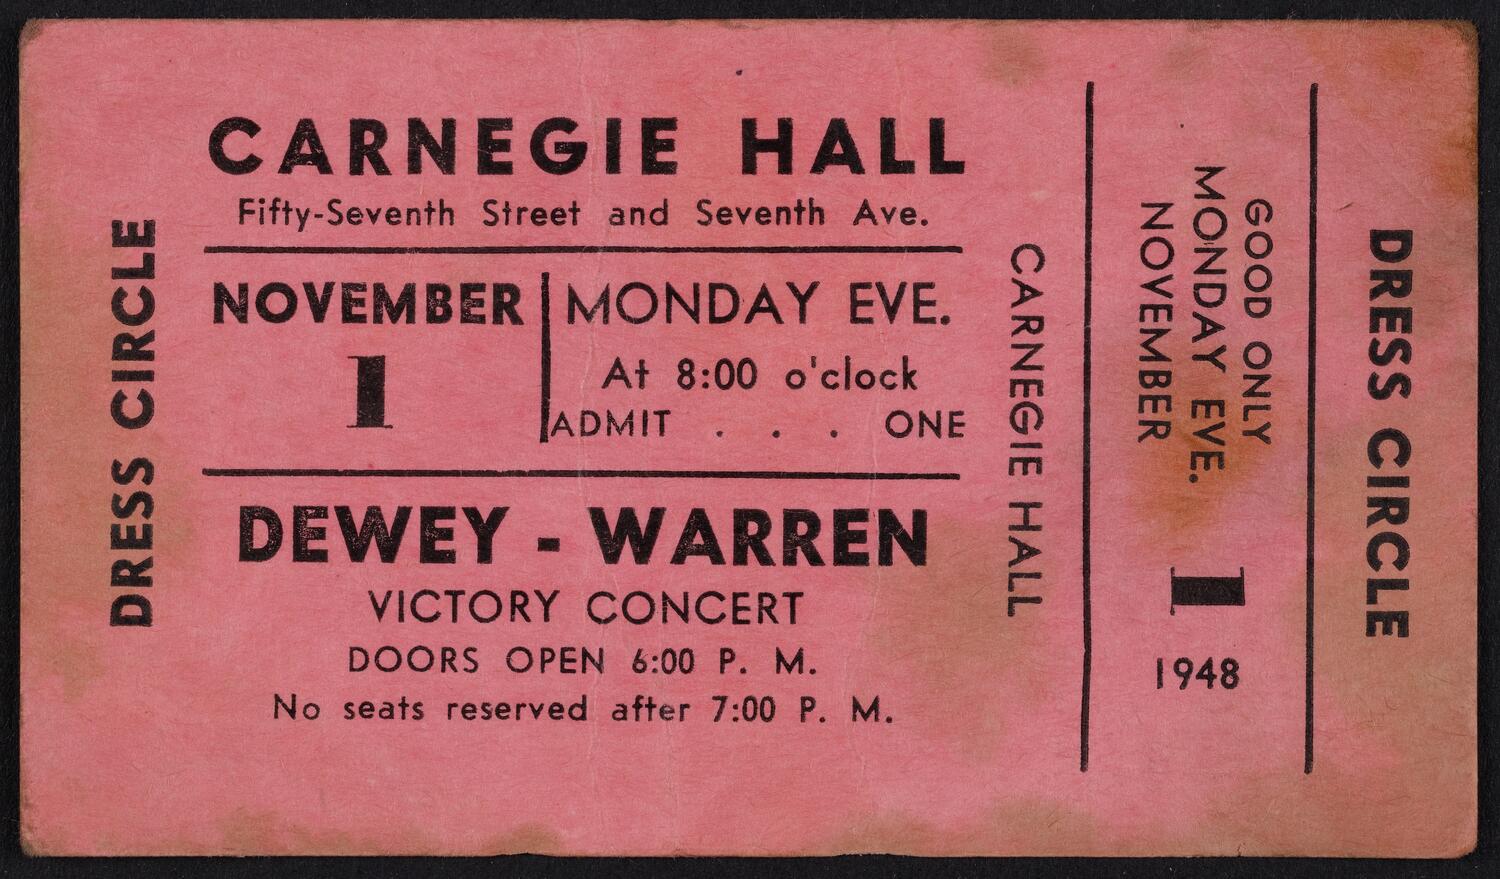 DRESS CIRCLE
CARNEGIE HALL
Fifty-Seventh Street and Seventh Ave.
NOVEMBER
1
MONDAY EVE.
At 8:00 o'clock
ADMIT . . . ONE
DEWEY - WARREN
VICTORY CONCERT
DOORS OPEN 6:00 P. M.
No seats reserved after 7:00 P. M.
CARNEGIE HALL
GOOD ONLY
MONDAY EVE.
NOVEMBER
1
1948
DRESS CIRCLE